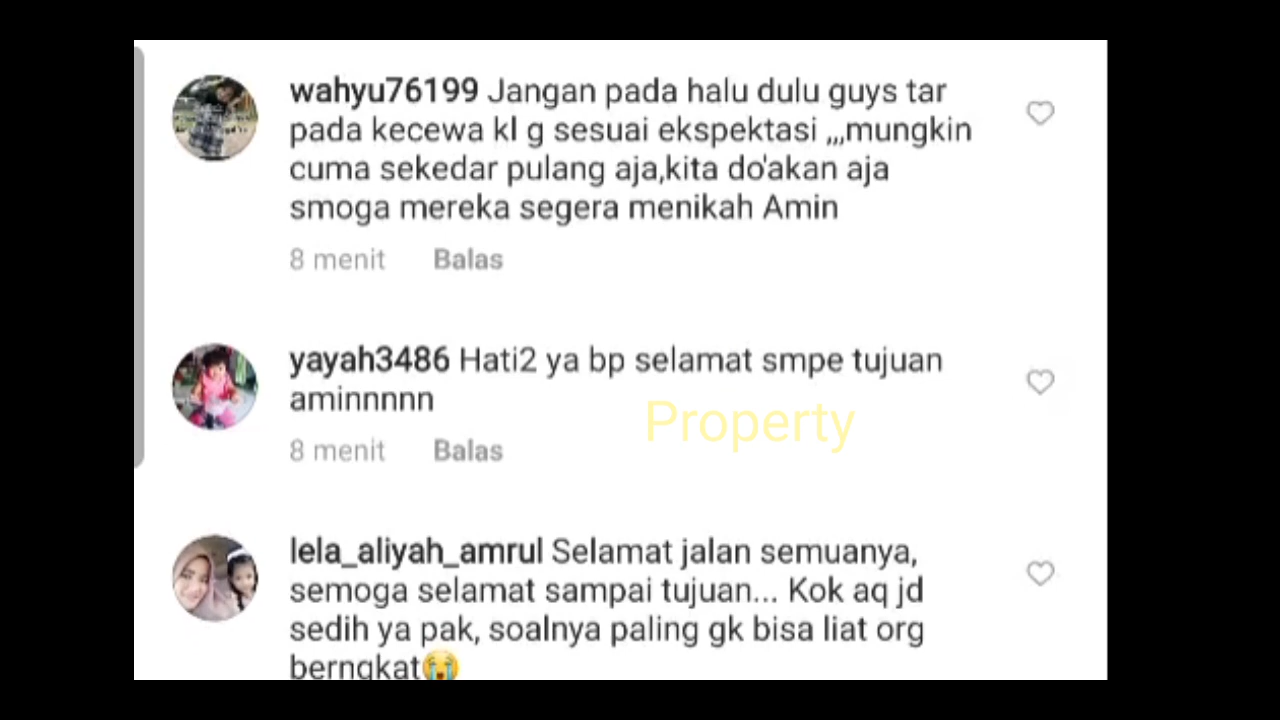 wahyu76199 Jangan pada halu dulu guys tar
pada kecewa kl g sesuai ekspektasi ,,,mungkin
cuma sekedar pulang aja,kita do'akan aja
smoga mereka segera menikah Amin
8 menit Balas
yayah3486 Hati2 ya bp selamat smpe tujuan
aminnnnn
Property
8 menit Balas
lela_aliyah_amrul Selamat jalan semuanya,
semoga selamat sampai tujuan... Kok aq jd
sedih ya pak, soalnya paling gk bisa liat org
berngkat😭